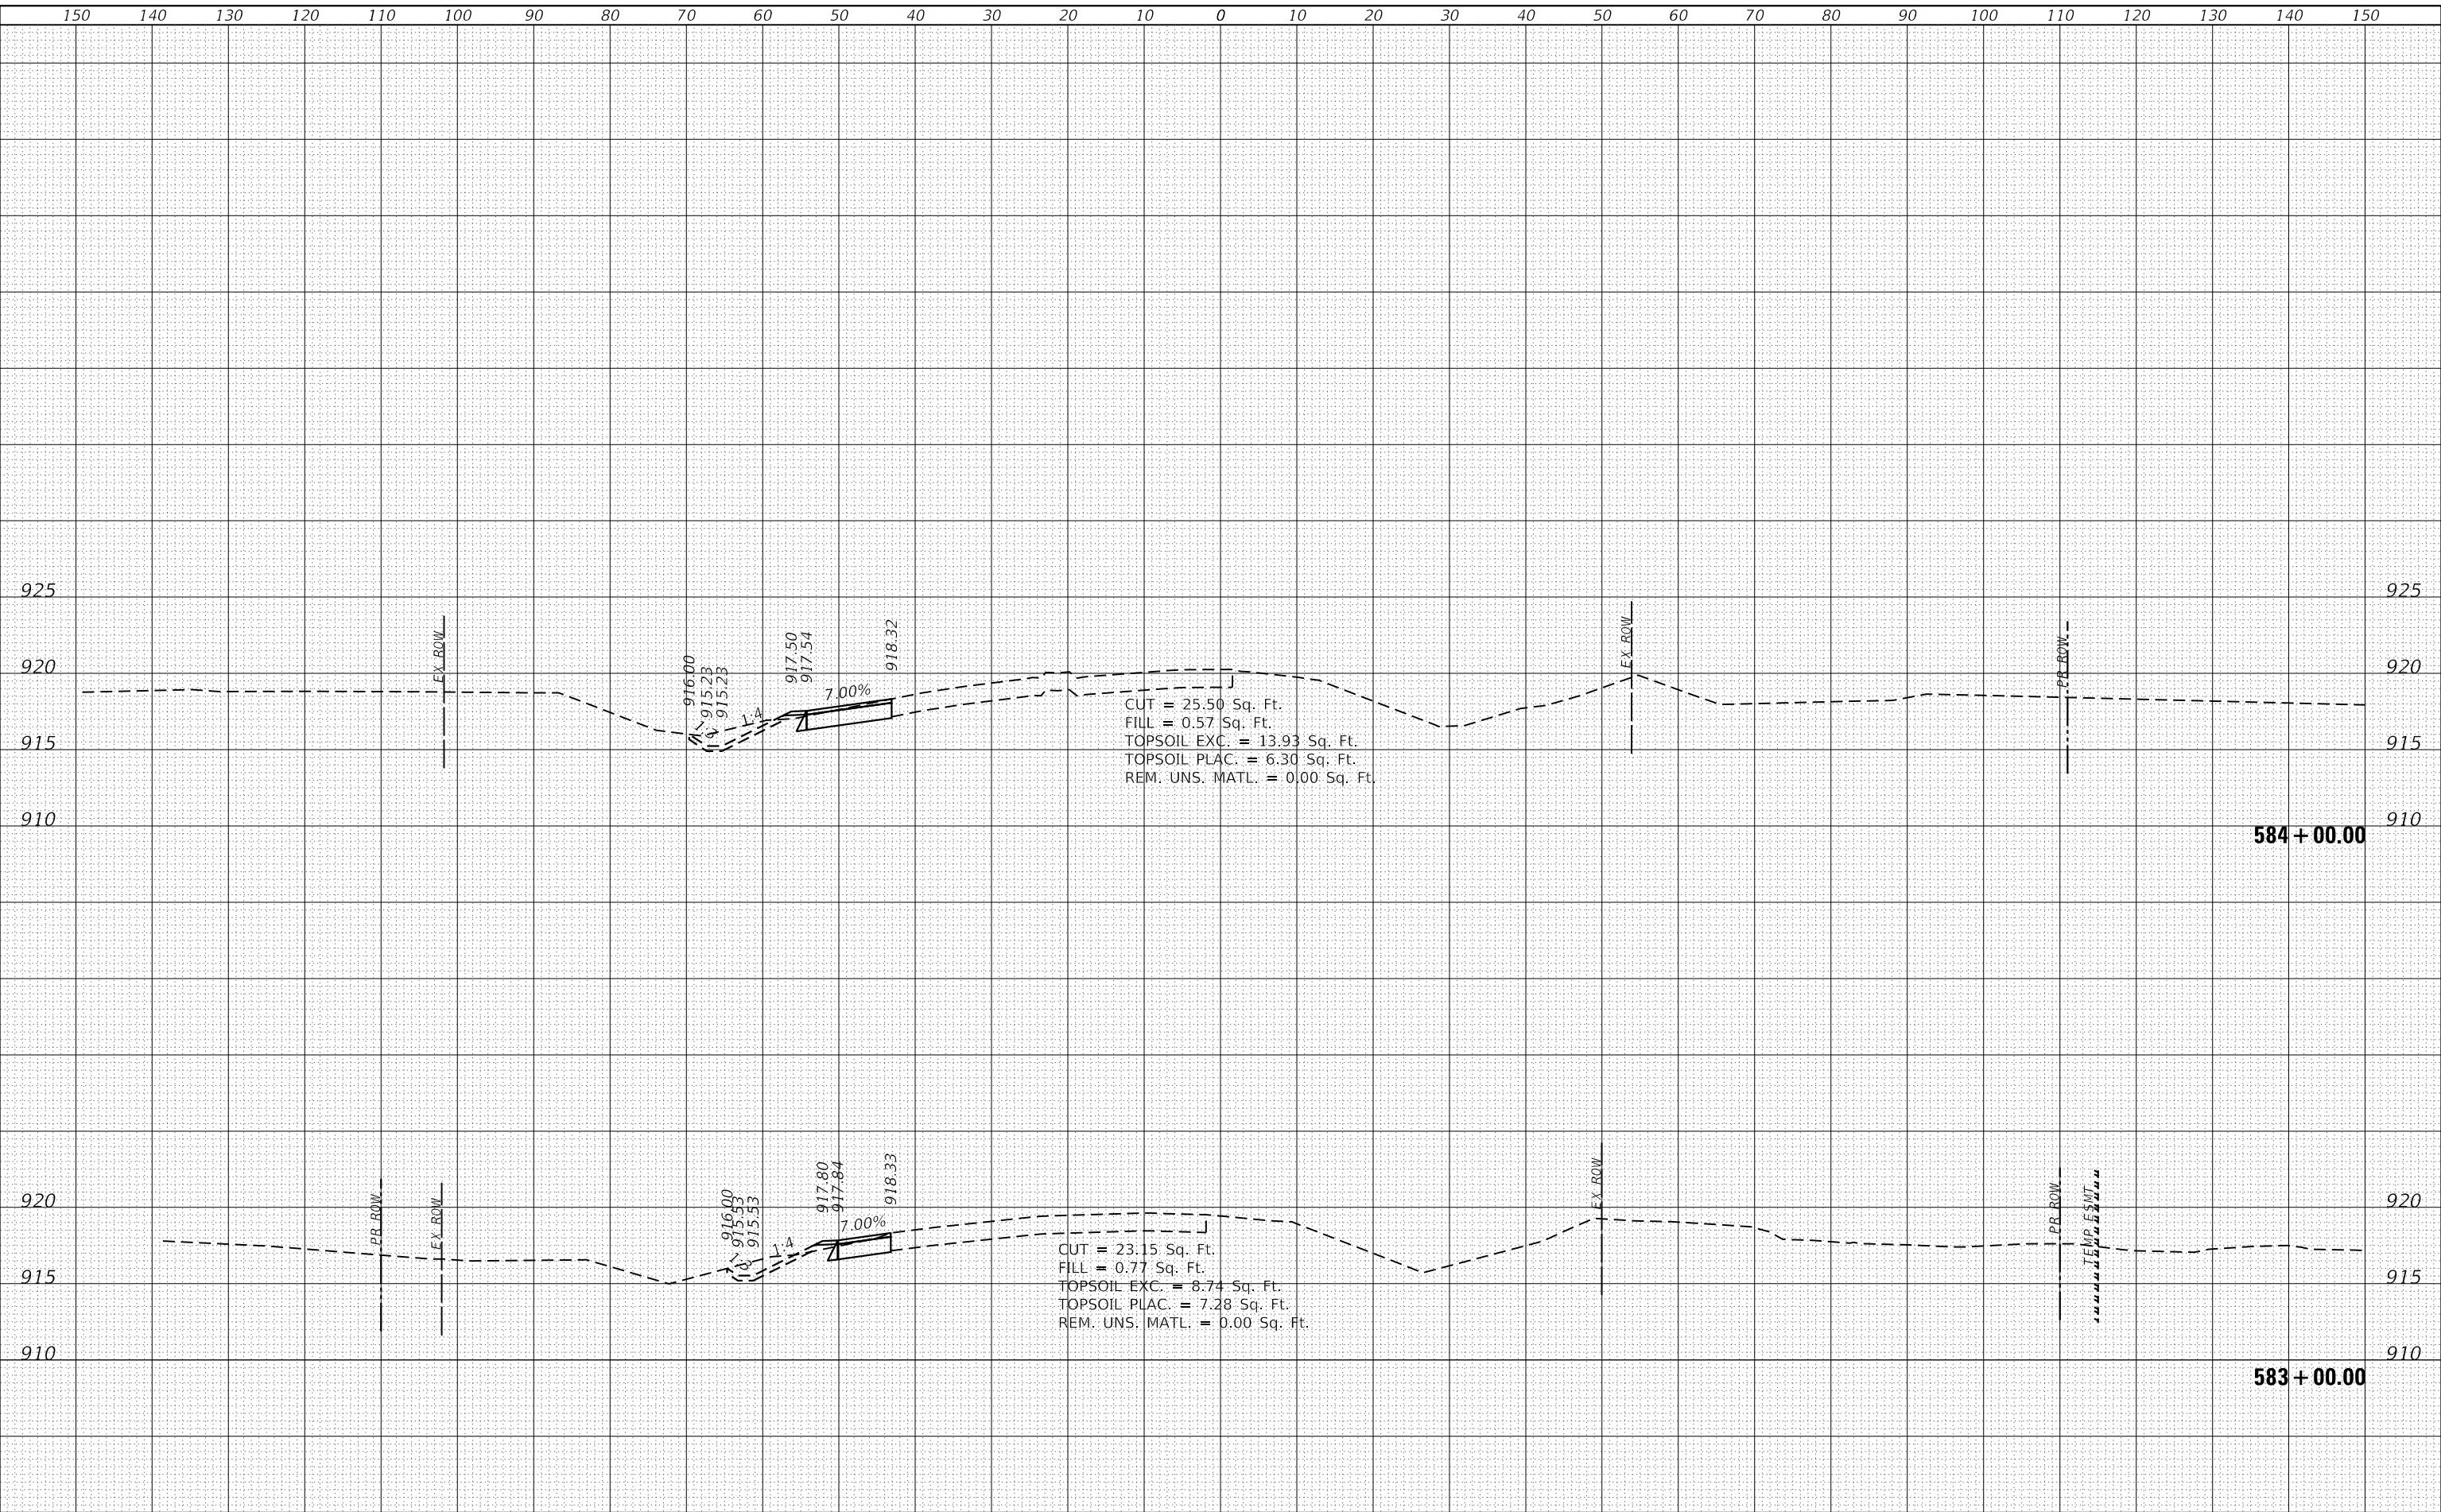 150 140 130 120 110 100 90 80 70 60 50 40 30 20 10 0 10 20 30 40 50 60 70 80 90 100 110 120 130 140 150
925 925
920 920
915 915
910 910
EX ROW
916.00
915.23
915.23
1:4
917.50
917.54
7.00%
918.32
EX ROW
PR ROW
CUT = 25.50 Sq. Ft.
FILL = 0.57 Sq. Ft.
TOPSOIL EXC. = 13.93 Sq. Ft.
TOPSOIL PLAC. = 6.30 Sq. Ft.
REM. UNS. MATL. = 0.00 Sq. Ft.
584+00.00
920 920
915 915
910 910
PR ROW
EX ROW
916.00
915.53
915.53
1:4
917.80
917.84
7.00%
918.33
EX ROW
PR ROW
TEMP ESMT
CUT = 23.15 Sq. Ft.
FILL = 0.77 Sq. Ft.
TOPSOIL EXC. = 8.74 Sq. Ft.
TOPSOIL PLAC. = 7.28 Sq. Ft.
REM. UNS. MATL. = 0.00 Sq. Ft.
583+00.00